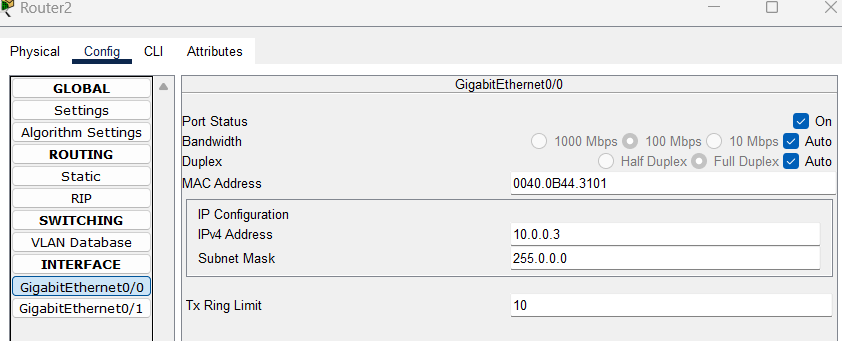 Router2
Physical Config CLI Attributes
GLOBAL
Settings
Algorithm Settings
ROUTING
Static
RIP
SWITCHING
VLAN Database
INTERFACE
GigabitEthernet0/0
GigabitEthernet0/1
GigabitEthernet0/0
Port Status On
Bandwidth 1000 Mbps 100 Mbps 10 Mbps Auto
Duplex Half Duplex Full Duplex Auto
MAC Address 0040.0B44.3101
IP Configuration
IPv4 Address 10.0.0.3
Subnet Mask 255.0.0.0
Tx Ring Limit 10